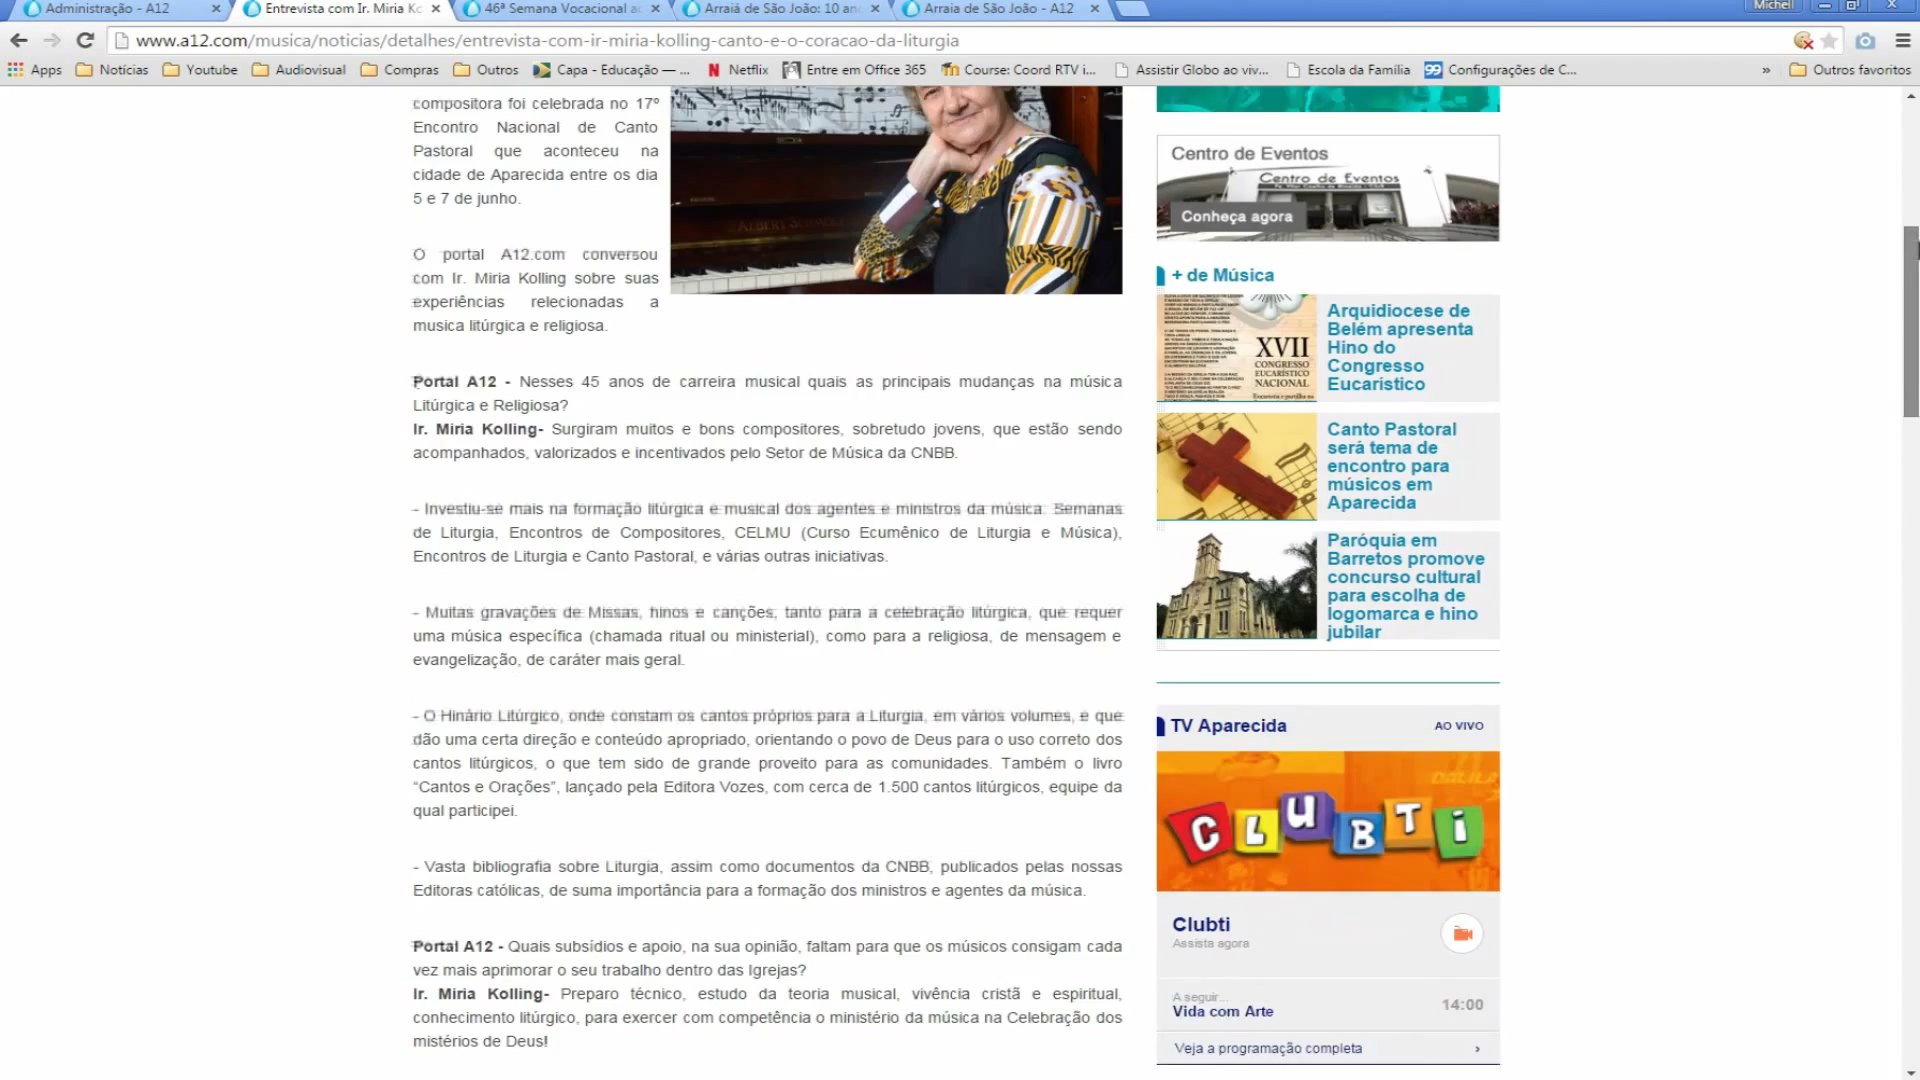 Administração - A12
Entrevista com Ir. Miria Kc
46ª Semana Vocacional ac
Arraiá de São João: 10 an
Arraia de São João - A12
Michell
www.a12.com/musica/noticias/detalhes/entrevista-com-ir-miria-kolling-canto-e-o-coracao-da-liturgia
Apps Notícias Youtube Audiovisual Compras Outros Capa - Educação — ... Netflix Entre em Office 365 Course: Coord RTV i... Assistir Globo ao viv... Escola da Família Configurações de C... » Outros favoritos
compositora foi celebrada no 17º
Encontro Nacional de Canto
Pastoral que aconteceu na
cidade de Aparecida entre os dia
5 e 7 de junho.
O portal A12.com conversou
com Ir. Miria Kolling sobre suas
experiências relecionadas a
musica litúrgica e religiosa.
Portal A12 - Nesses 45 anos de carreira musical quais as principais mudanças na música
Litúrgica e Religiosa?
Ir. Miria Kolling- Surgiram muitos e bons compositores, sobretudo jovens, que estão sendo
acompanhados, valorizados e incentivados pelo Setor de Música da CNBB.
- Investiu-se mais na formação litúrgica e musical dos agentes e ministros da música: Semanas
de Liturgia, Encontros de Compositores, CELMU (Curso Ecumênico de Liturgia e Música),
Encontros de Liturgia e Canto Pastoral, e várias outras iniciativas.
- Muitas gravações de Missas, hinos e canções, tanto para a celebração litúrgica, que requer
uma música específica (chamada ritual ou ministerial), como para a religiosa, de mensagem e
evangelização, de caráter mais geral.
- O Hinário Litúrgico, onde constam os cantos próprios para a Liturgia, em vários volumes, e que
dão uma certa direção e conteúdo apropriado, orientando o povo de Deus para o uso correto dos
cantos litúrgicos, o que tem sido de grande proveito para as comunidades. Também o livro
“Cantos e Orações”, lançado pela Editora Vozes, com cerca de 1.500 cantos litúrgicos, equipe da
qual participei.
- Vasta bibliografia sobre Liturgia, assim como documentos da CNBB, publicados pelas nossas
Editoras católicas, de suma importância para a formação dos ministros e agentes da música.
Portal A12 - Quais subsídios e apoio, na sua opinião, faltam para que os músicos consigam cada
vez mais aprimorar o seu trabalho dentro das Igrejas?
Ir. Miria Kolling- Preparo técnico, estudo da teoria musical, vivência cristã e espiritual,
conhecimento litúrgico, para exercer com competência o ministério da música na Celebração dos
mistérios de Deus!
Centro de Eventos
Centro de Eventos
Conheça agora
+ de Música
XVII
CONGRESSO
EUCARÍSTICO
NACIONAL
Arquidiocese de
Belém apresenta
Hino do
Congresso
Eucarístico
Canto Pastoral
será tema de
encontro para
músicos em
Aparecida
Paróquia em
Barretos promove
concurso cultural
para escolha de
logomarca e hino
jubilar
TV Aparecida
AO VIVO
DALILA
CLUBTi
Clubti
Assista agora
A seguir...
Vida com Arte
14:00
Veja a programação completa ›